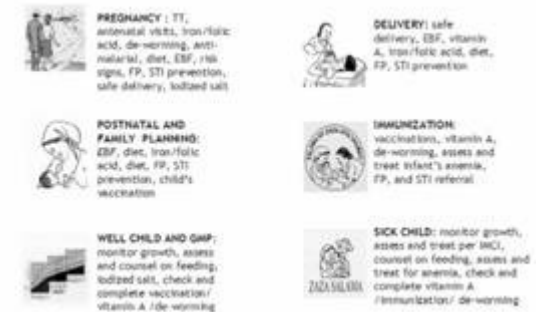 PREGNANCY : TT,
antenatal visits, iron/folic
acid, de-worming, anti-
malarial, diet, EBF, risk
signs, FP, STI prevention,
safe delivery, iodized salt
DELIVERY: safe
delivery, EBF, vitamin
A, iron/folic acid, diet,
FP, STI prevention
POSTNATAL AND
FAMILY PLANNING:
EBF, diet, iron/folic
acid, diet, FP, STI
prevention, child's
vaccination
IMMUNIZATION:
vaccinations, vitamin A,
de-worming, assess and
treat infant's anemia,
FP, and STI referral
WELL CHILD AND GMP:
monitor growth, assess
and counsel on feeding,
iodized salt, check and
complete vaccination/
vitamin A /de-worming
SICK CHILD: monitor growth,
assess and treat per IMCI,
counsel on feeding, assess and
treat for anemia, check and
complete vitamin A
/immunization/ de-worming
ZAZA SALAMA